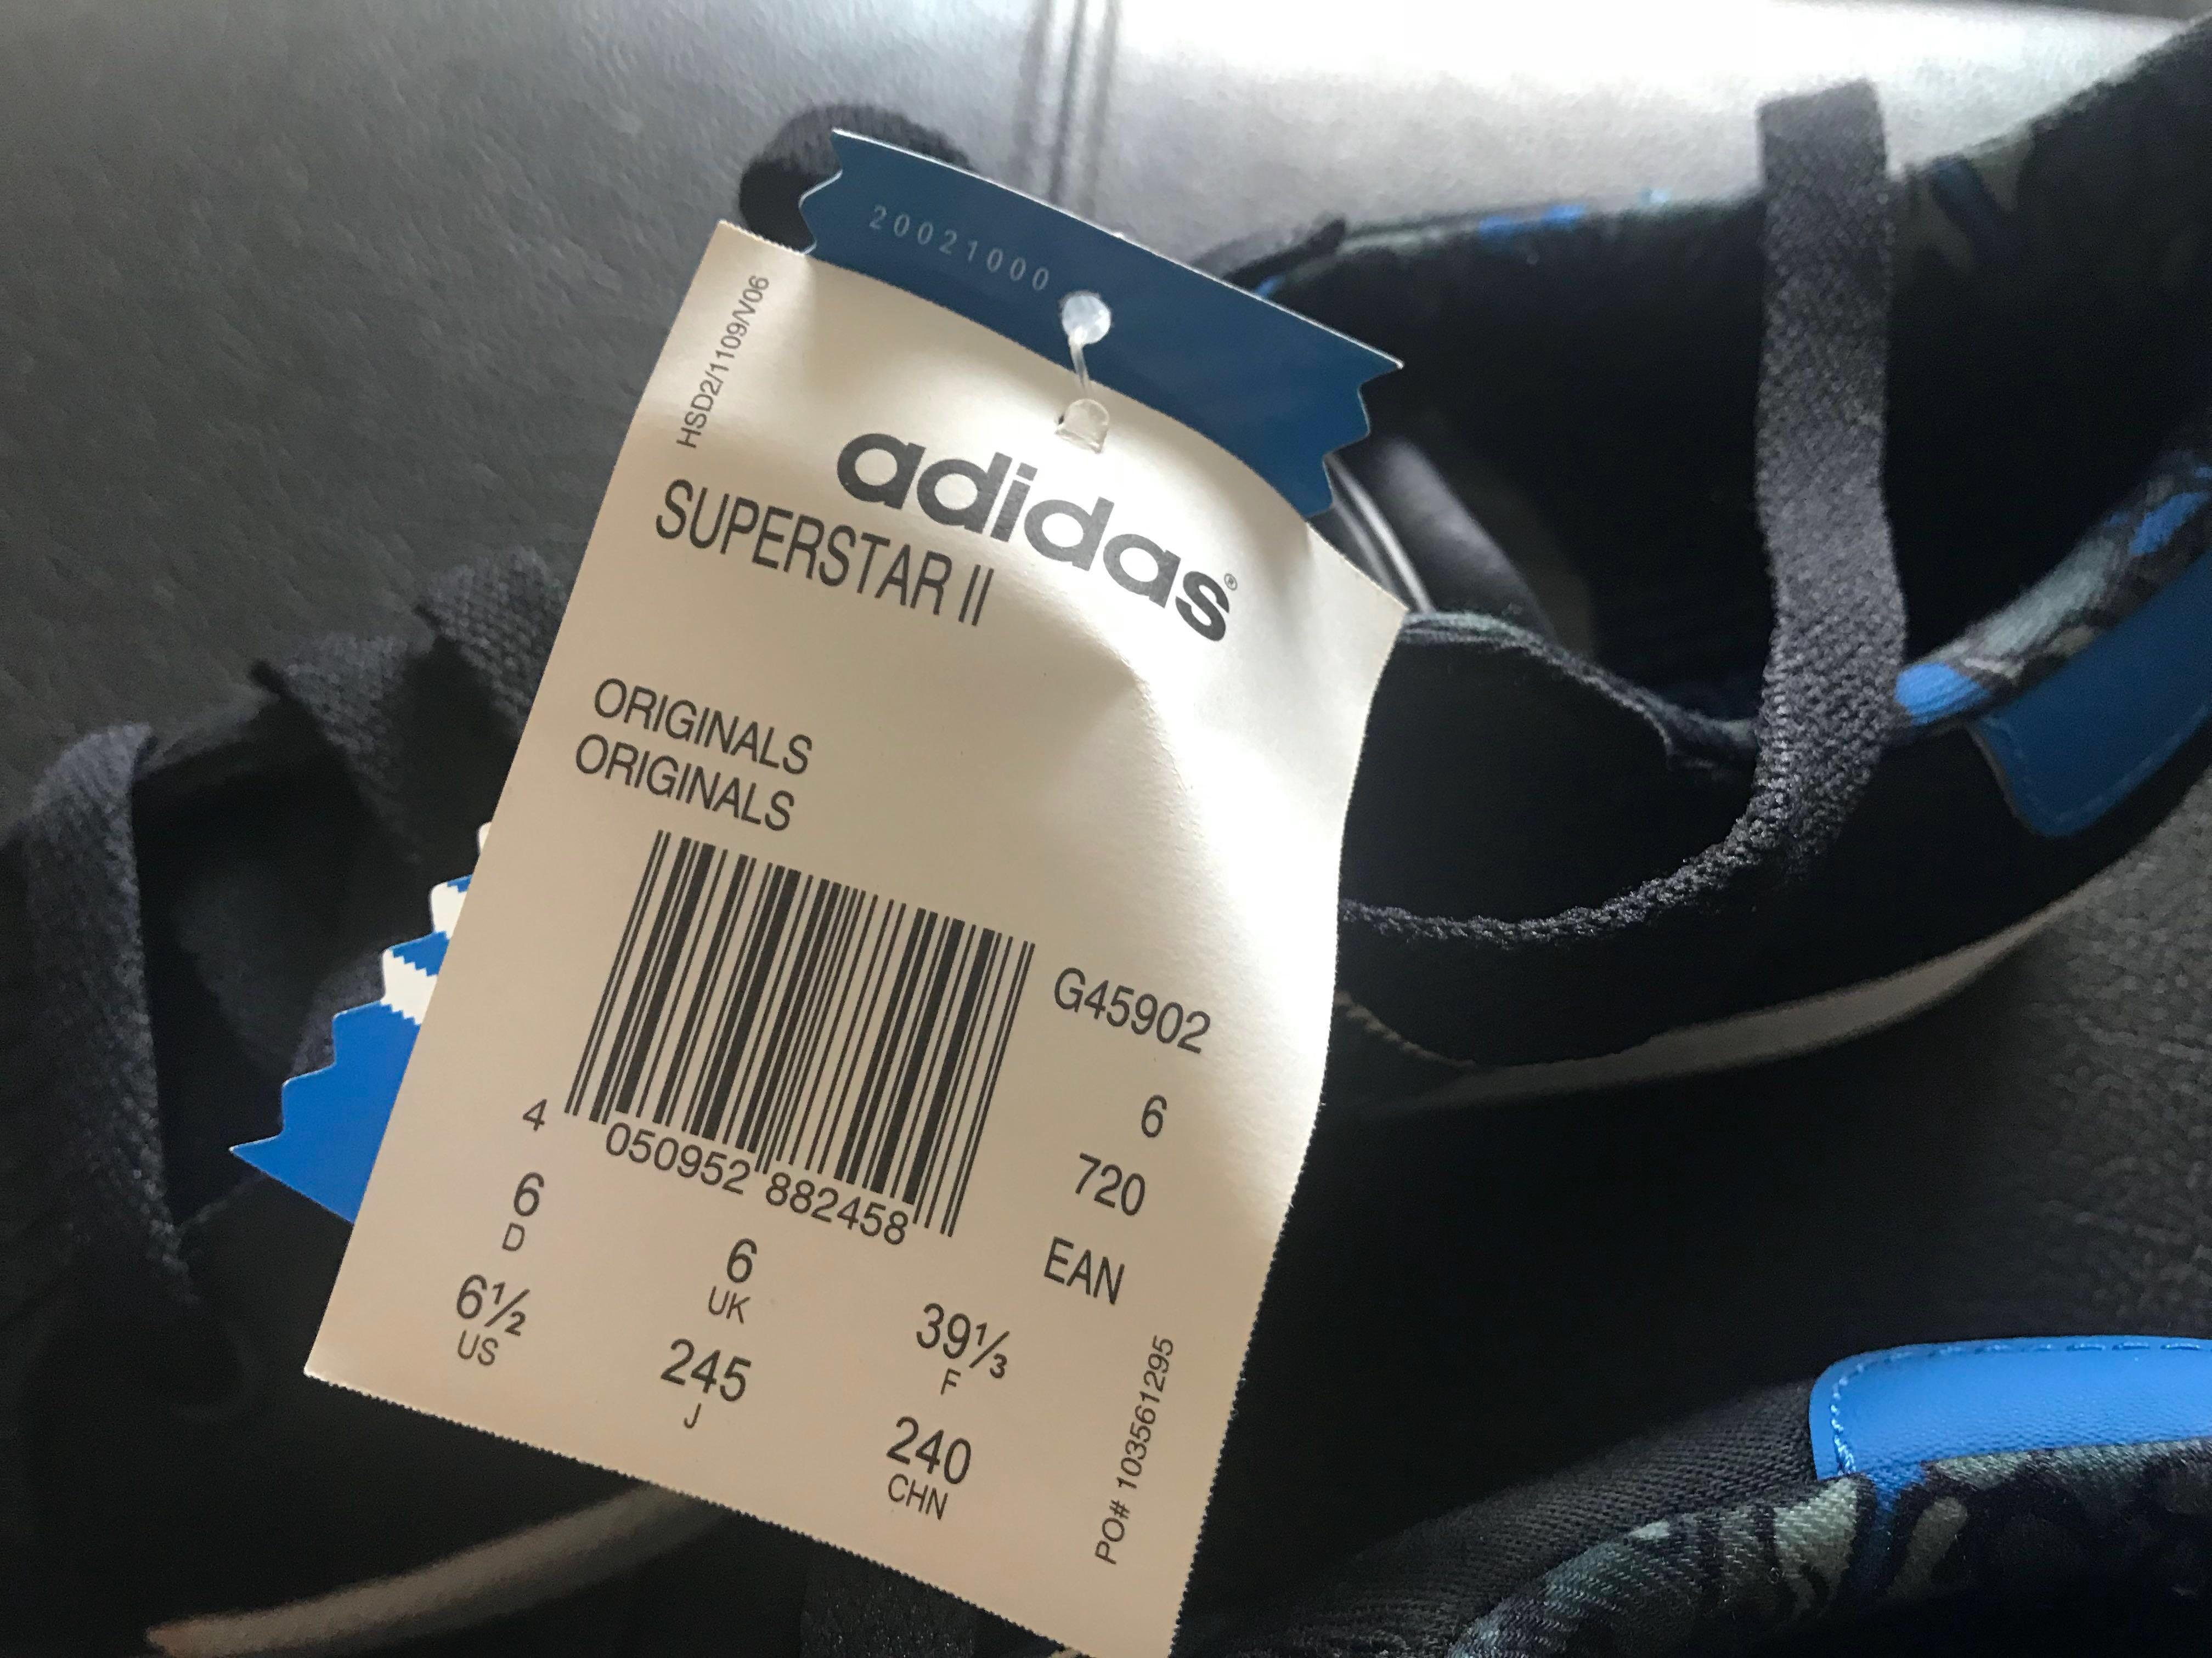 20021000
HSD2/1109/V06
adidas®
SUPERSTAR II
ORIGINALS
ORIGINALS
G45902
6
720
EAN
4 050952 882458
6
D
6
UK
39⅓
F
6½
US
245
J
240
CHN
PO# 103561295